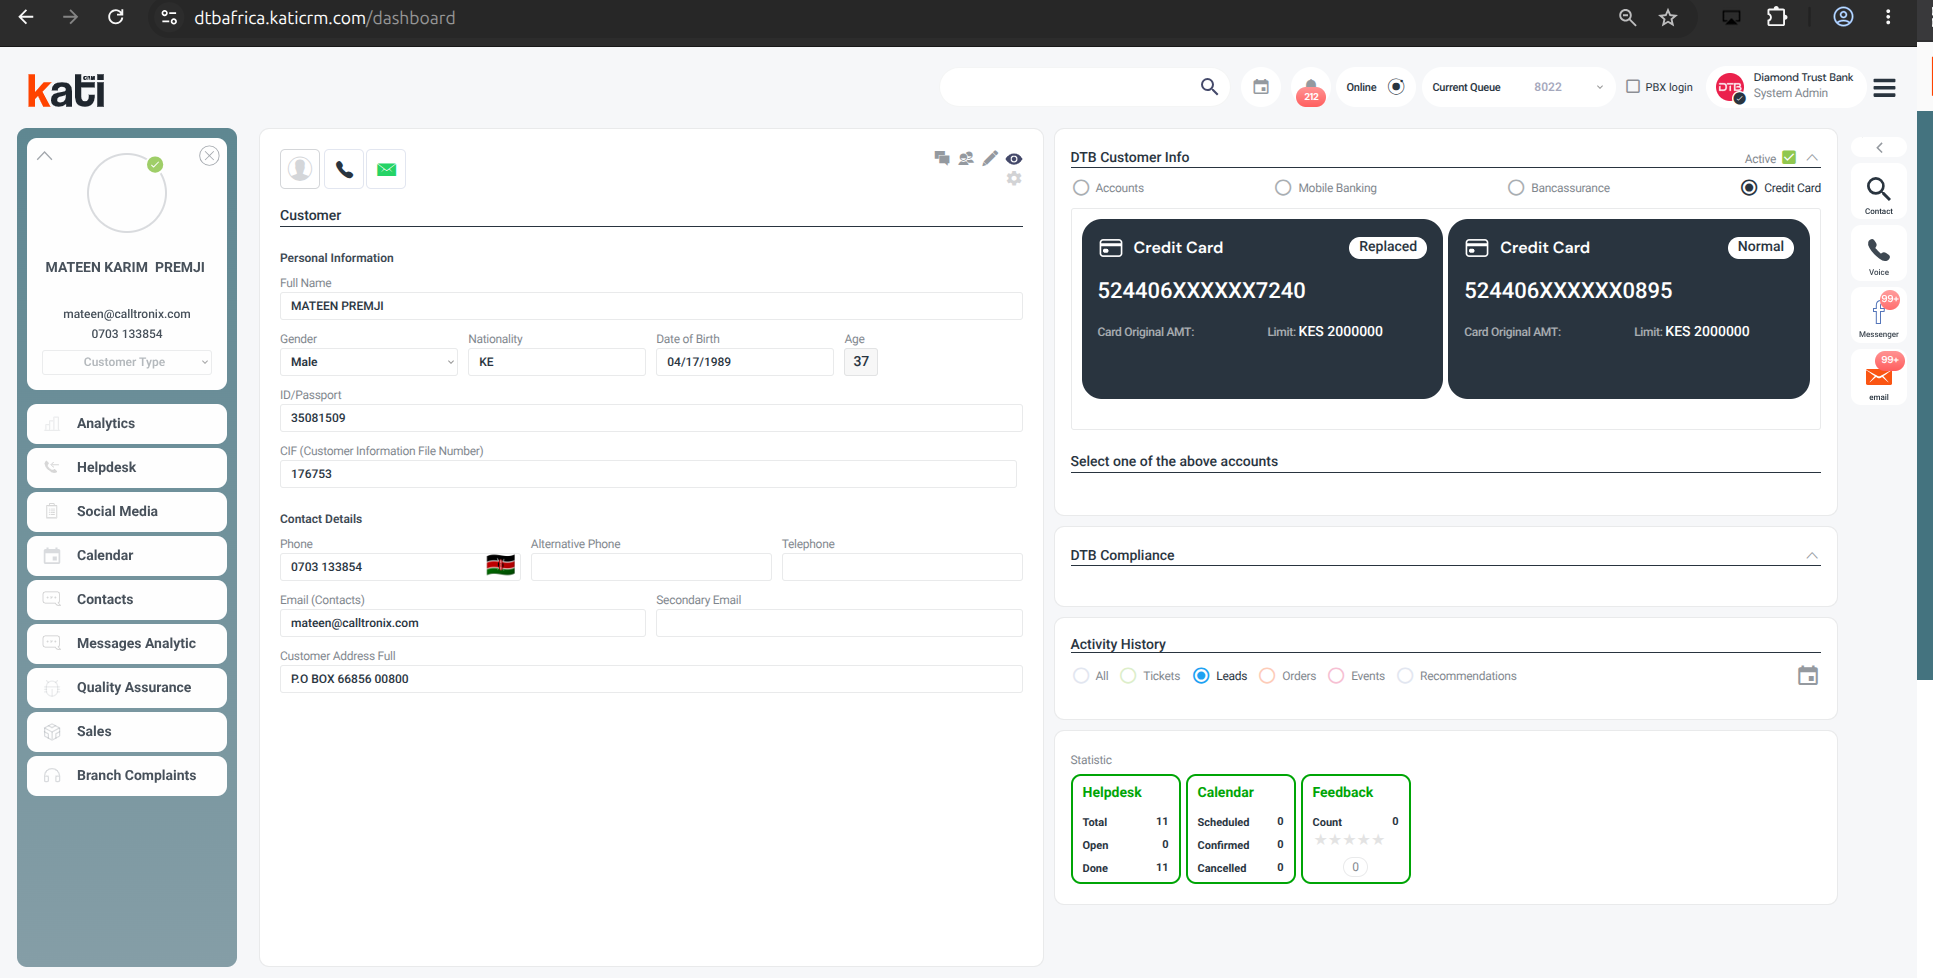 dtbafrica.katicrm.com/dashboard
kati
CRM
212
Online
Current Queue 8022
PBX login
DTB
Diamond Trust Bank
System Admin
MATEEN KARIM PREMJI
mateen@calltronix.com
0703 133854
Customer Type
Analytics
Helpdesk
Social Media
Calendar
Contacts
Messages Analytic
Quality Assurance
Sales
Branch Complaints
Customer
Personal Information
Full Name
MATEEN PREMJI
Gender Nationality Date of Birth Age
Male KE 04/17/1989 37
ID/Passport
35081509
CIF (Customer Information File Number)
176753
Contact Details
Phone Alternative Phone Telephone
0703 133854
Email (Contacts) Secondary Email
mateen@calltronix.com
Customer Address Full
P.O BOX 66856 00800
DTB Customer Info Active
Accounts Mobile Banking Bancassurance Credit Card
Credit Card Replaced
524406XXXXXX7240
Card Original AMT: Limit: KES 2000000
Credit Card Normal
524406XXXXXX0895
Card Original AMT: Limit: KES 2000000
Select one of the above accounts
DTB Compliance
Activity History
All Tickets Leads Orders Events Recommendations
Statistic
Helpdesk
Total 11
Open 0
Done 11
Calendar
Scheduled 0
Confirmed 0
Cancelled 0
Feedback
Count 0
0
Contact
Voice
99+
Messenger
99+
email